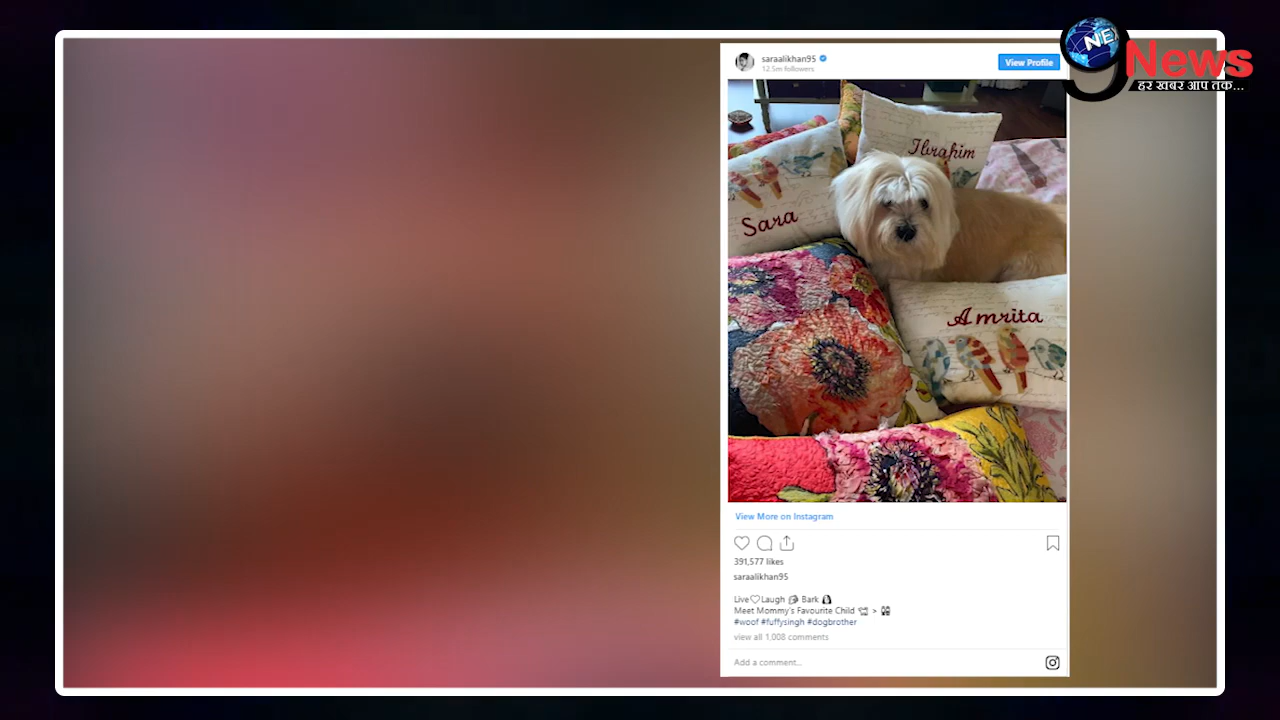 saraalikhan95
12.5m followers
View Profile
NE
9 News
हर खबर आप तक...
Ibrahim
Sara
Amrita
View More on Instagram
391,577 likes
saraalikhan95
Live♡Laugh 🐶 Bark 🐧
Meet Mommy's Favourite Child 🐕 > 👫
#woof #fuffysingh #dogbrother
view all 1,008 comments
Add a comment...